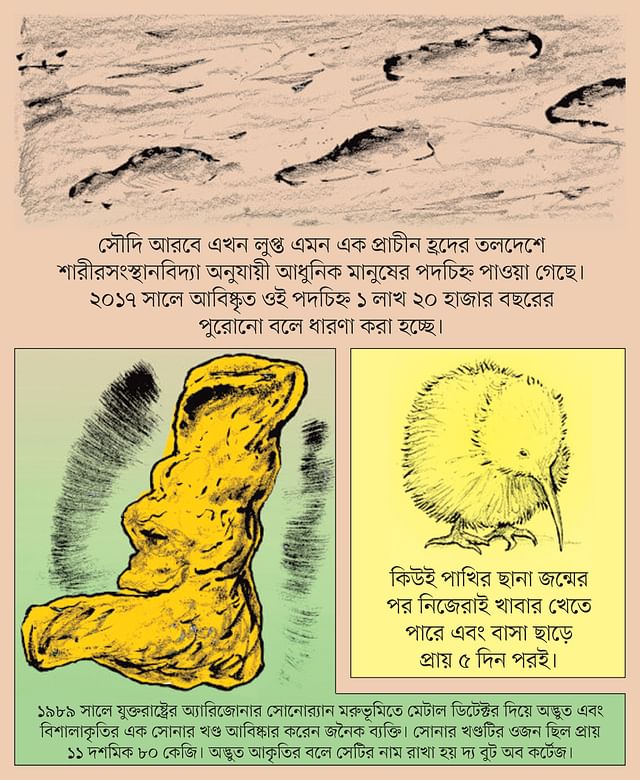 সৌদি আরবে এখন লুপ্ত এমন এক প্রাচীন হ্রদের তলদেশে
শারীরসংস্থানবিদ্যা অনুযায়ী আধুনিক মানুষের পদচিহ্ন পাওয়া গেছে।
২০১৭ সালে আবিষ্কৃত ওই পদচিহ্ন ১ লাখ ২০ হাজার বছরের
পুরোনো বলে ধারণা করা হচ্ছে।
কিউই পাখির ছানা জন্মের
পর নিজেরাই খাবার খেতে
পারে এবং বাসা ছাড়ে
প্রায় ৫ দিন পরই।
১৯৮৯ সালে যুক্তরাষ্ট্রের অ্যারিজোনার সোনোর‍্যান মরুভূমিতে মেটাল ডিটেক্টর দিয়ে অদ্ভুত এবং
বিশালাকৃতির এক সোনার খণ্ড আবিষ্কার করেন জনৈক ব্যক্তি। সোনার খণ্ডটির ওজন ছিল প্রায়
১১ দশমিক ৮০ কেজি। অদ্ভুত আকৃতির বলে সেটির নাম রাখা হয় দ্য বুট অব কর্টেজ।